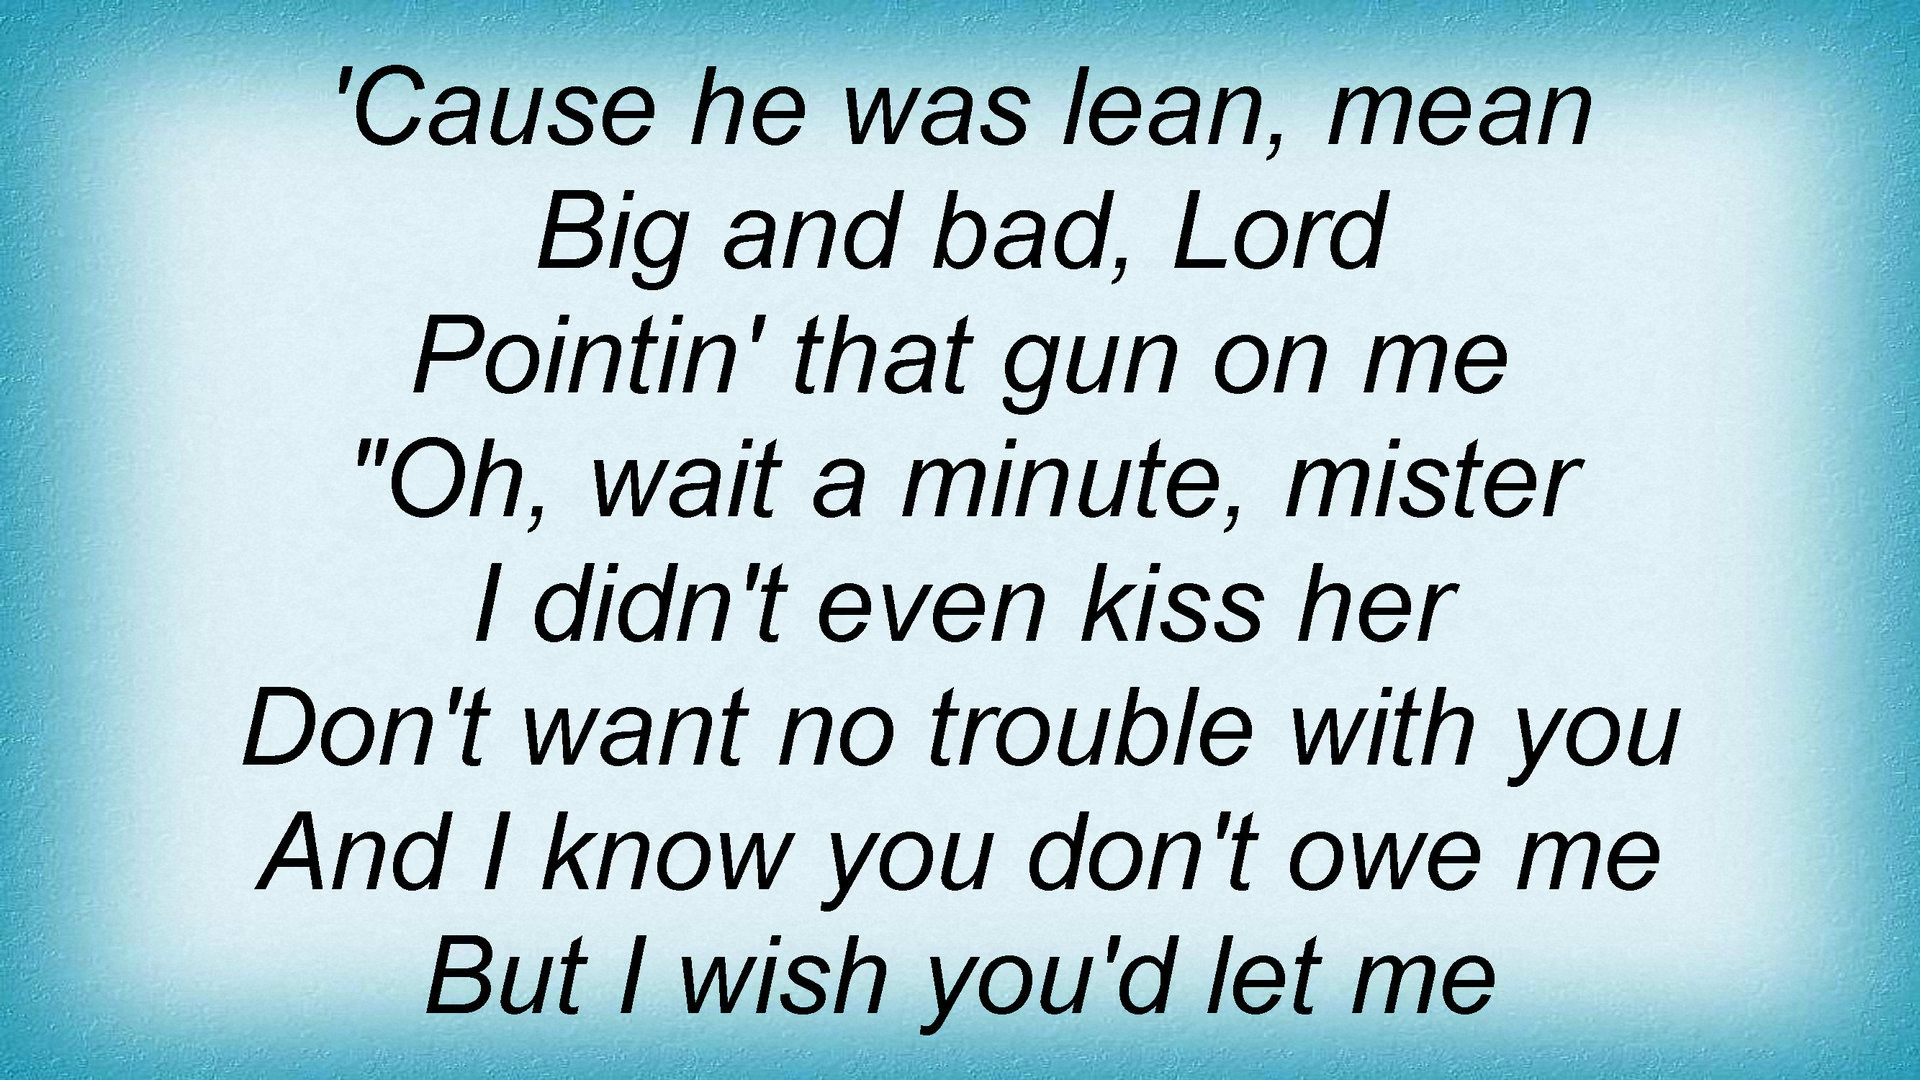 'Cause he was lean, mean
Big and bad, Lord
Pointin' that gun on me
"Oh, wait a minute, mister
I didn't even kiss her
Don't want no trouble with you
And I know you don't owe me
But I wish you'd let me